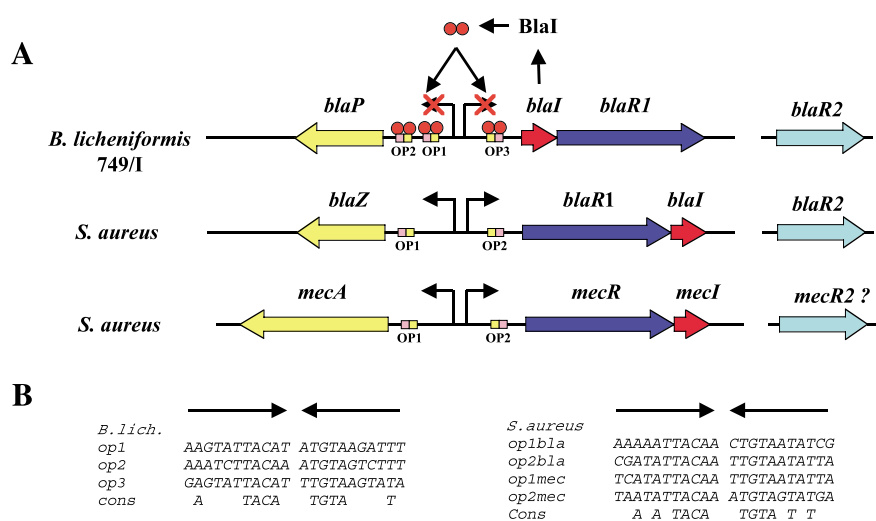 BlaI
A
blaP blaI blaR1 blaR2
B. licheniformis
749/I
OP2 OP1 OP3
blaZ blaR1 blaI blaR2
S. aureus
OP1 OP2
mecA mecR mecI mecR2 ?
S. aureus
OP1 OP2
B
B.lich.
op1 AAGTATTACAT ATGTAAGATTT
op2 AAATCTTACAA ATGTAGTCTTT
op3 GAGTATTACAT TTGTAAGTATA
cons A TACA TGTA T
S.aureus
op1bla AAAAATTACAA CTGTAATATCG
op2bla CGATATTACAA TTGTAATATTA
op1mec TCATATTACAT TTGTAATATTA
op2mec TAATATTACAA ATGTAGTATGA
Cons A A TACA TGTA T T